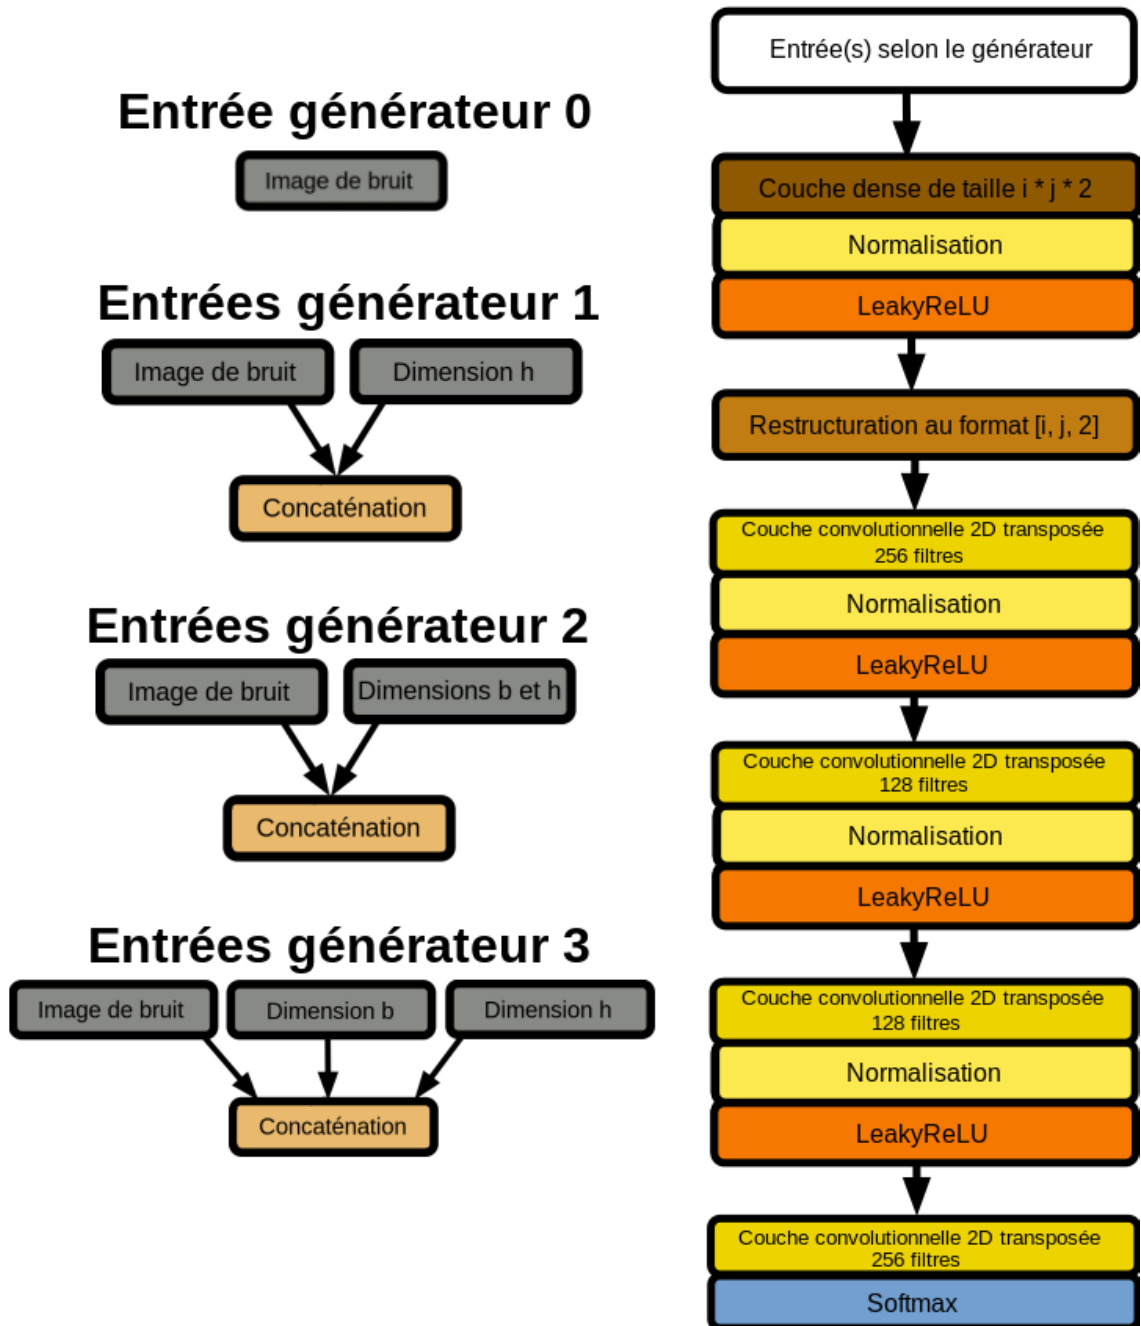 Entrée générateur 0
Image de bruit
Entrées générateur 1
Image de bruit
Dimension h
Concaténation
Entrées générateur 2
Image de bruit
Dimensions b et h
Concaténation
Entrées générateur 3
Image de bruit
Dimension b
Dimension h
Concaténation
Entrée(s) selon le générateur
Couche dense de taille i * j * 2
Normalisation
LeakyReLU
Restructuration au format [i, j, 2]
Couche convolutionnelle 2D transposée
256 filtres
Normalisation
LeakyReLU
Couche convolutionnelle 2D transposée
128 filtres
Normalisation
LeakyReLU
Couche convolutionnelle 2D transposée
128 filtres
Normalisation
LeakyReLU
Couche convolutionnelle 2D transposée
256 filtres
Softmax